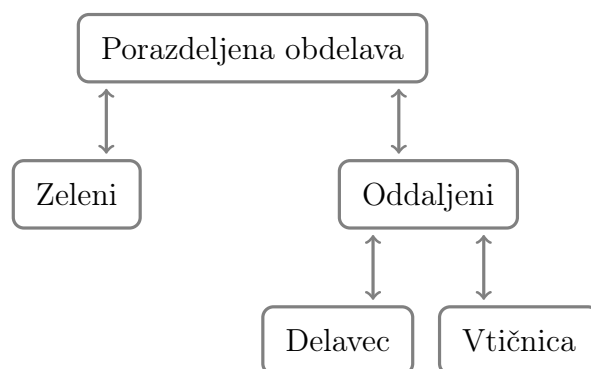 Porazdeljena obdelava
Zeleni
Oddaljeni
Delavec
Vtičnica